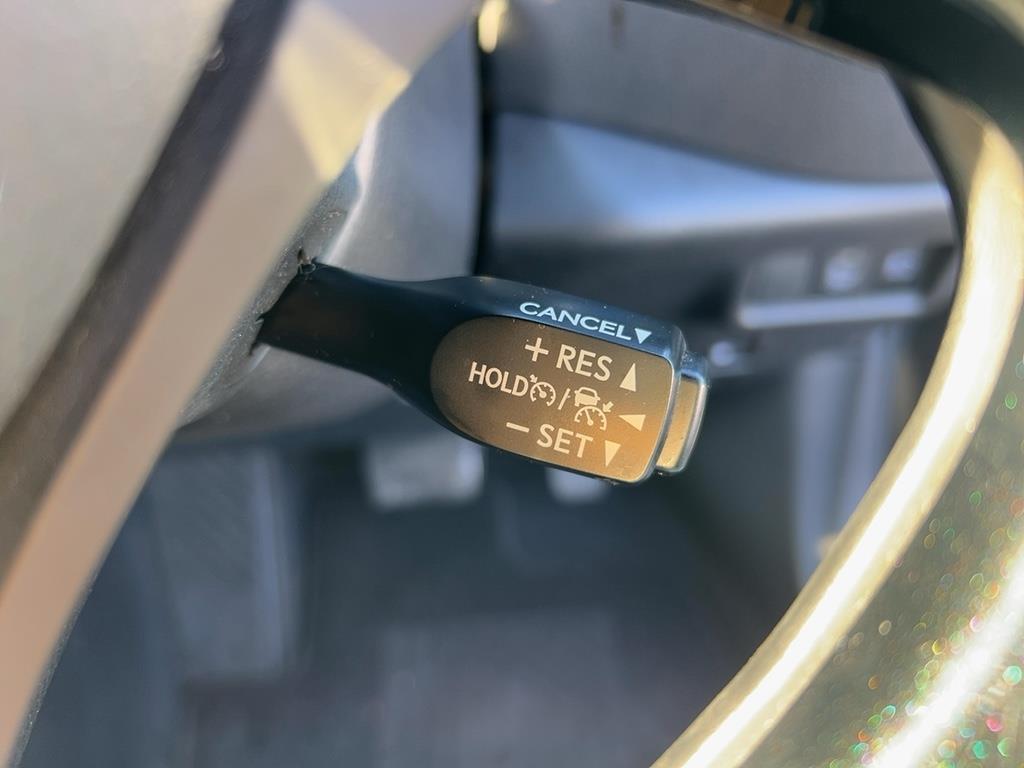 CANCEL▼
+ RES ▲
HOLD /
− SET ▼